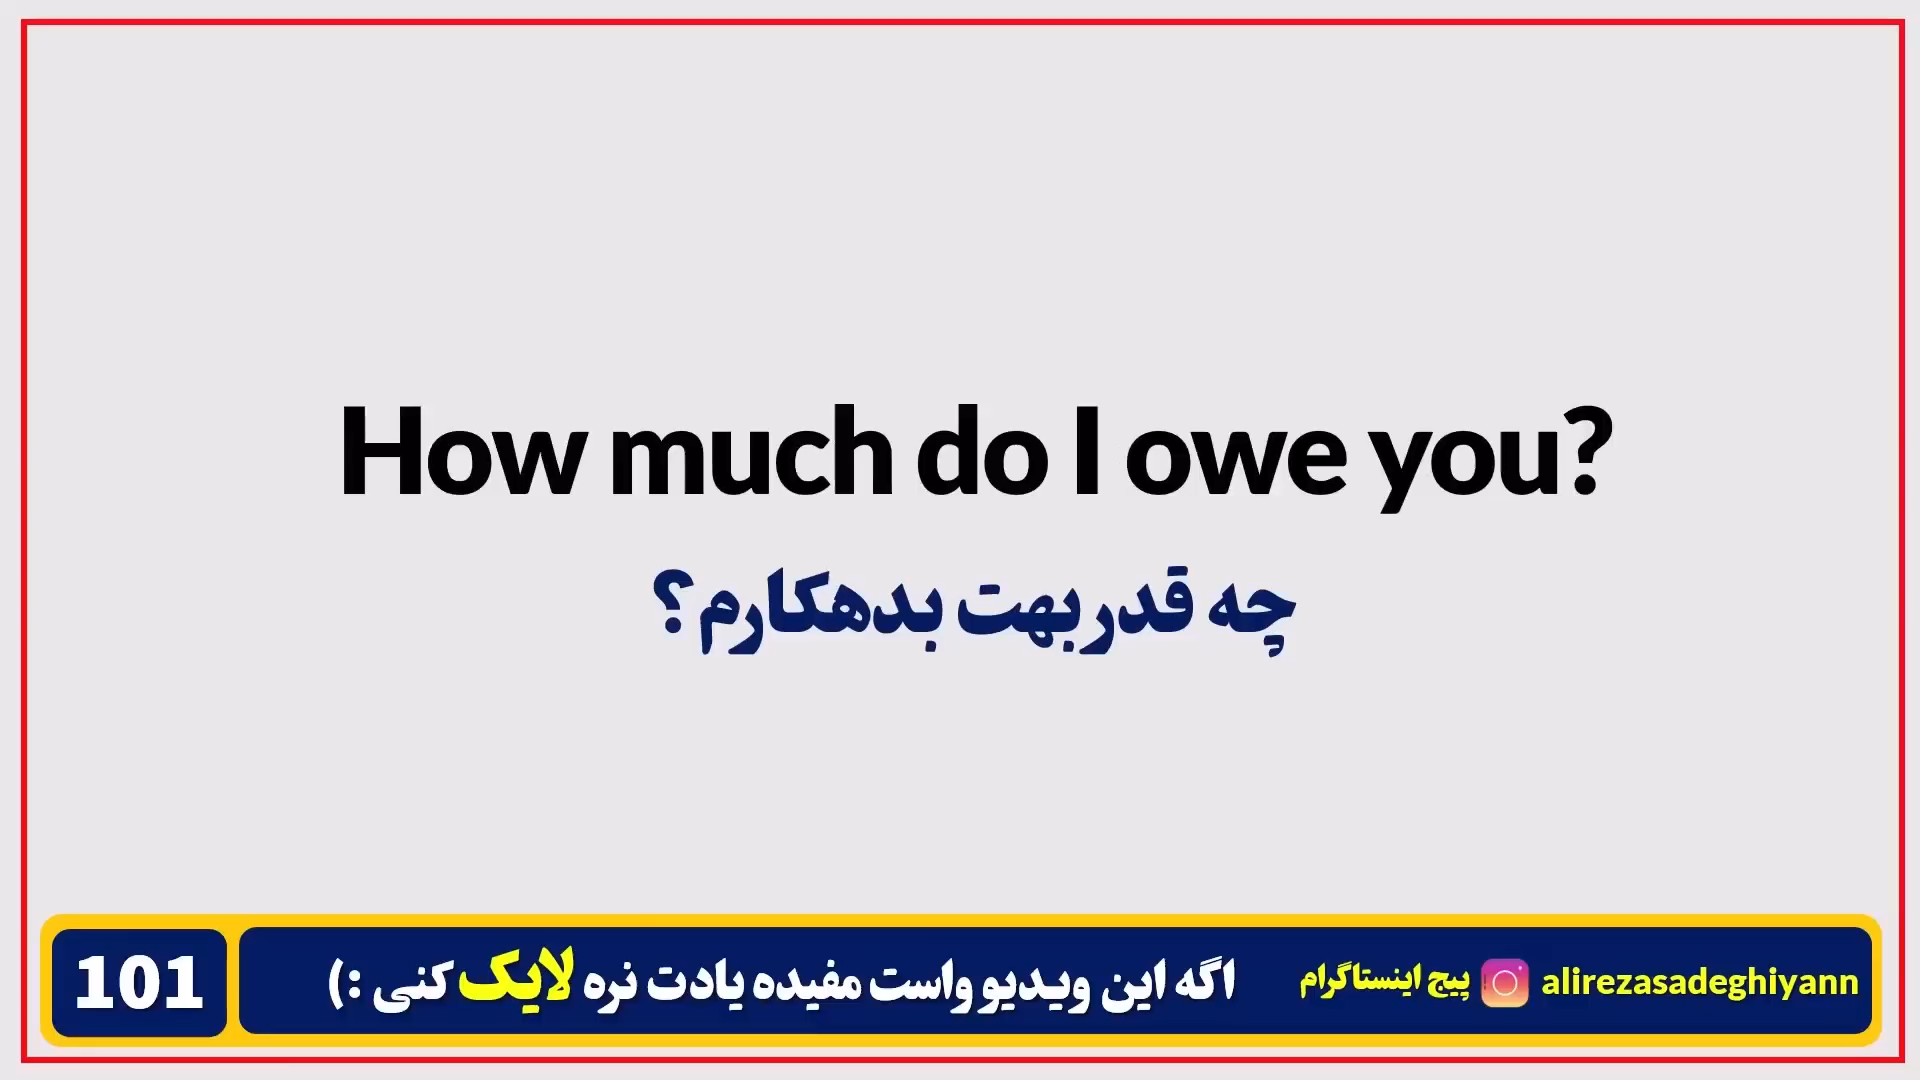 How much do I owe you?
چه قدر بهت بدهکارم؟
101
اگه این ویدیو واست مفیده یادت نره لایک کنی :)
پیج اینستاگرام alirezasadeghiyann